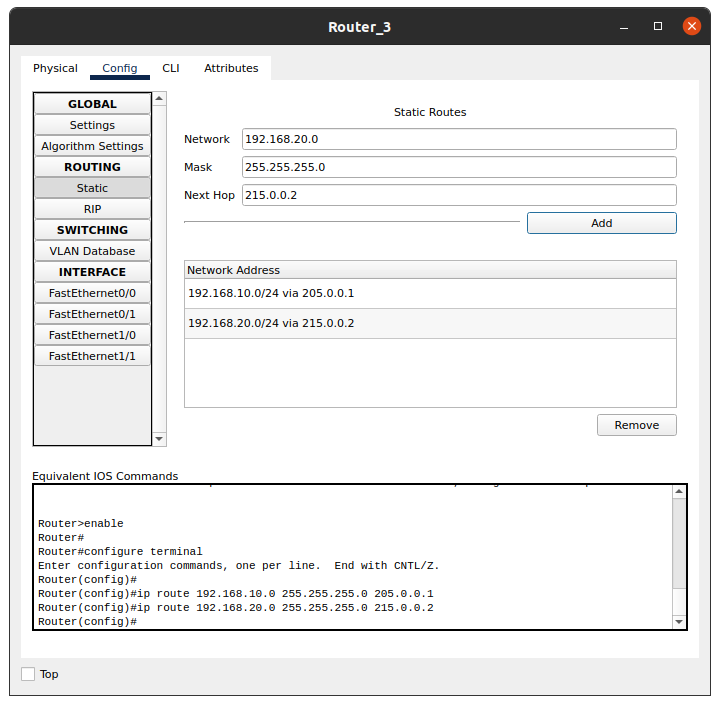 Router_3
Physical Config CLI Attributes
GLOBAL
Settings
Algorithm Settings
ROUTING
Static
RIP
SWITCHING
VLAN Database
INTERFACE
FastEthernet0/0
FastEthernet0/1
FastEthernet1/0
FastEthernet1/1
Static Routes
Network 192.168.20.0
Mask 255.255.255.0
Next Hop 215.0.0.2
Add
Network Address
192.168.10.0/24 via 205.0.0.1
192.168.20.0/24 via 215.0.0.2
Remove
Equivalent IOS Commands
Router>enable
Router#
Router#configure terminal
Enter configuration commands, one per line.  End with CNTL/Z.
Router(config)#
Router(config)#ip route 192.168.10.0 255.255.255.0 205.0.0.1
Router(config)#ip route 192.168.20.0 255.255.255.0 215.0.0.2
Router(config)#
Top